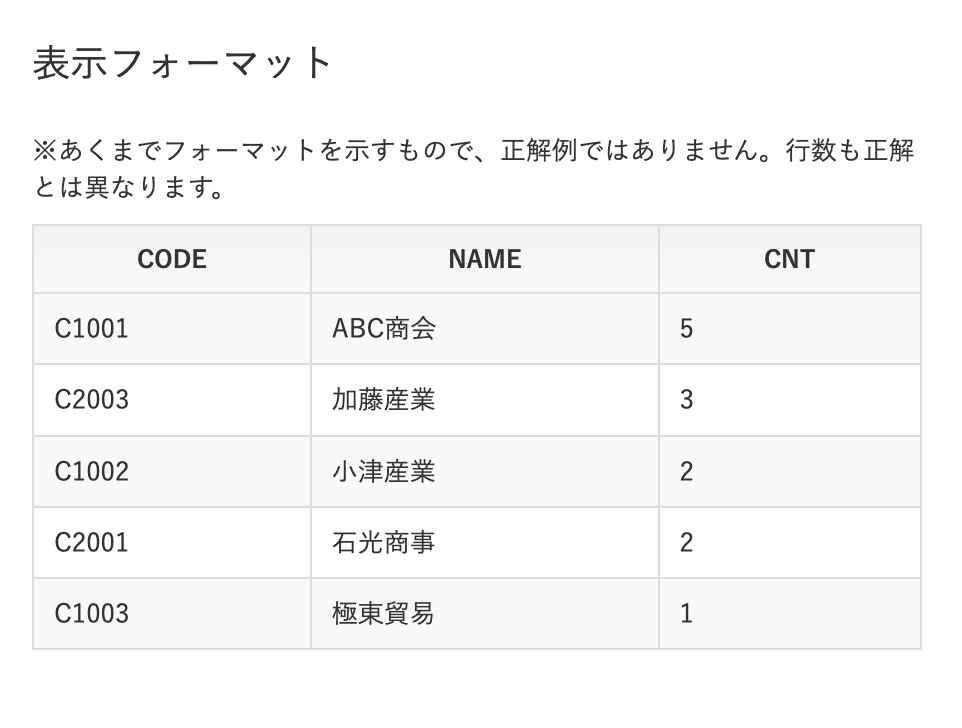 表示フォーマット
※あくまでフォーマットを示すもので、正解例ではありません。行数も正解
とは異なります。
CODE NAME CNT
C1001 ABC商会 5
C2003 加藤産業 3
C1002 小津産業 2
C2001 石光商事 2
C1003 極東貿易 1